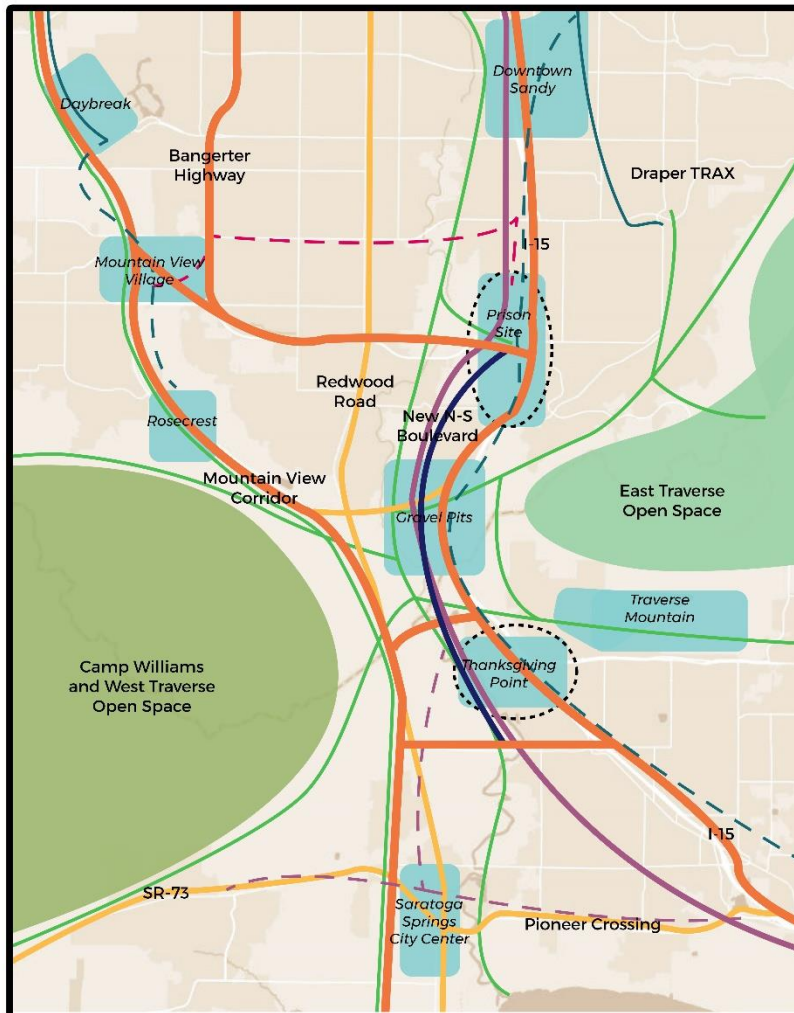 Downtown
Sandy
Daybreak
Bangerter
Highway
Draper TRAX
I-15
Mountain View
Village
Prison
Site
Redwood
Road
New N-S
Boulevard
Rosecrest
Mountain View
Corridor
East Traverse
Open Space
Gravel Pits
Traverse
Mountain
Camp Williams
and West Traverse
Open Space
Thanksgiving
Point
I-15
SR-73
Saratoga
Springs
City Center
Pioneer Crossing